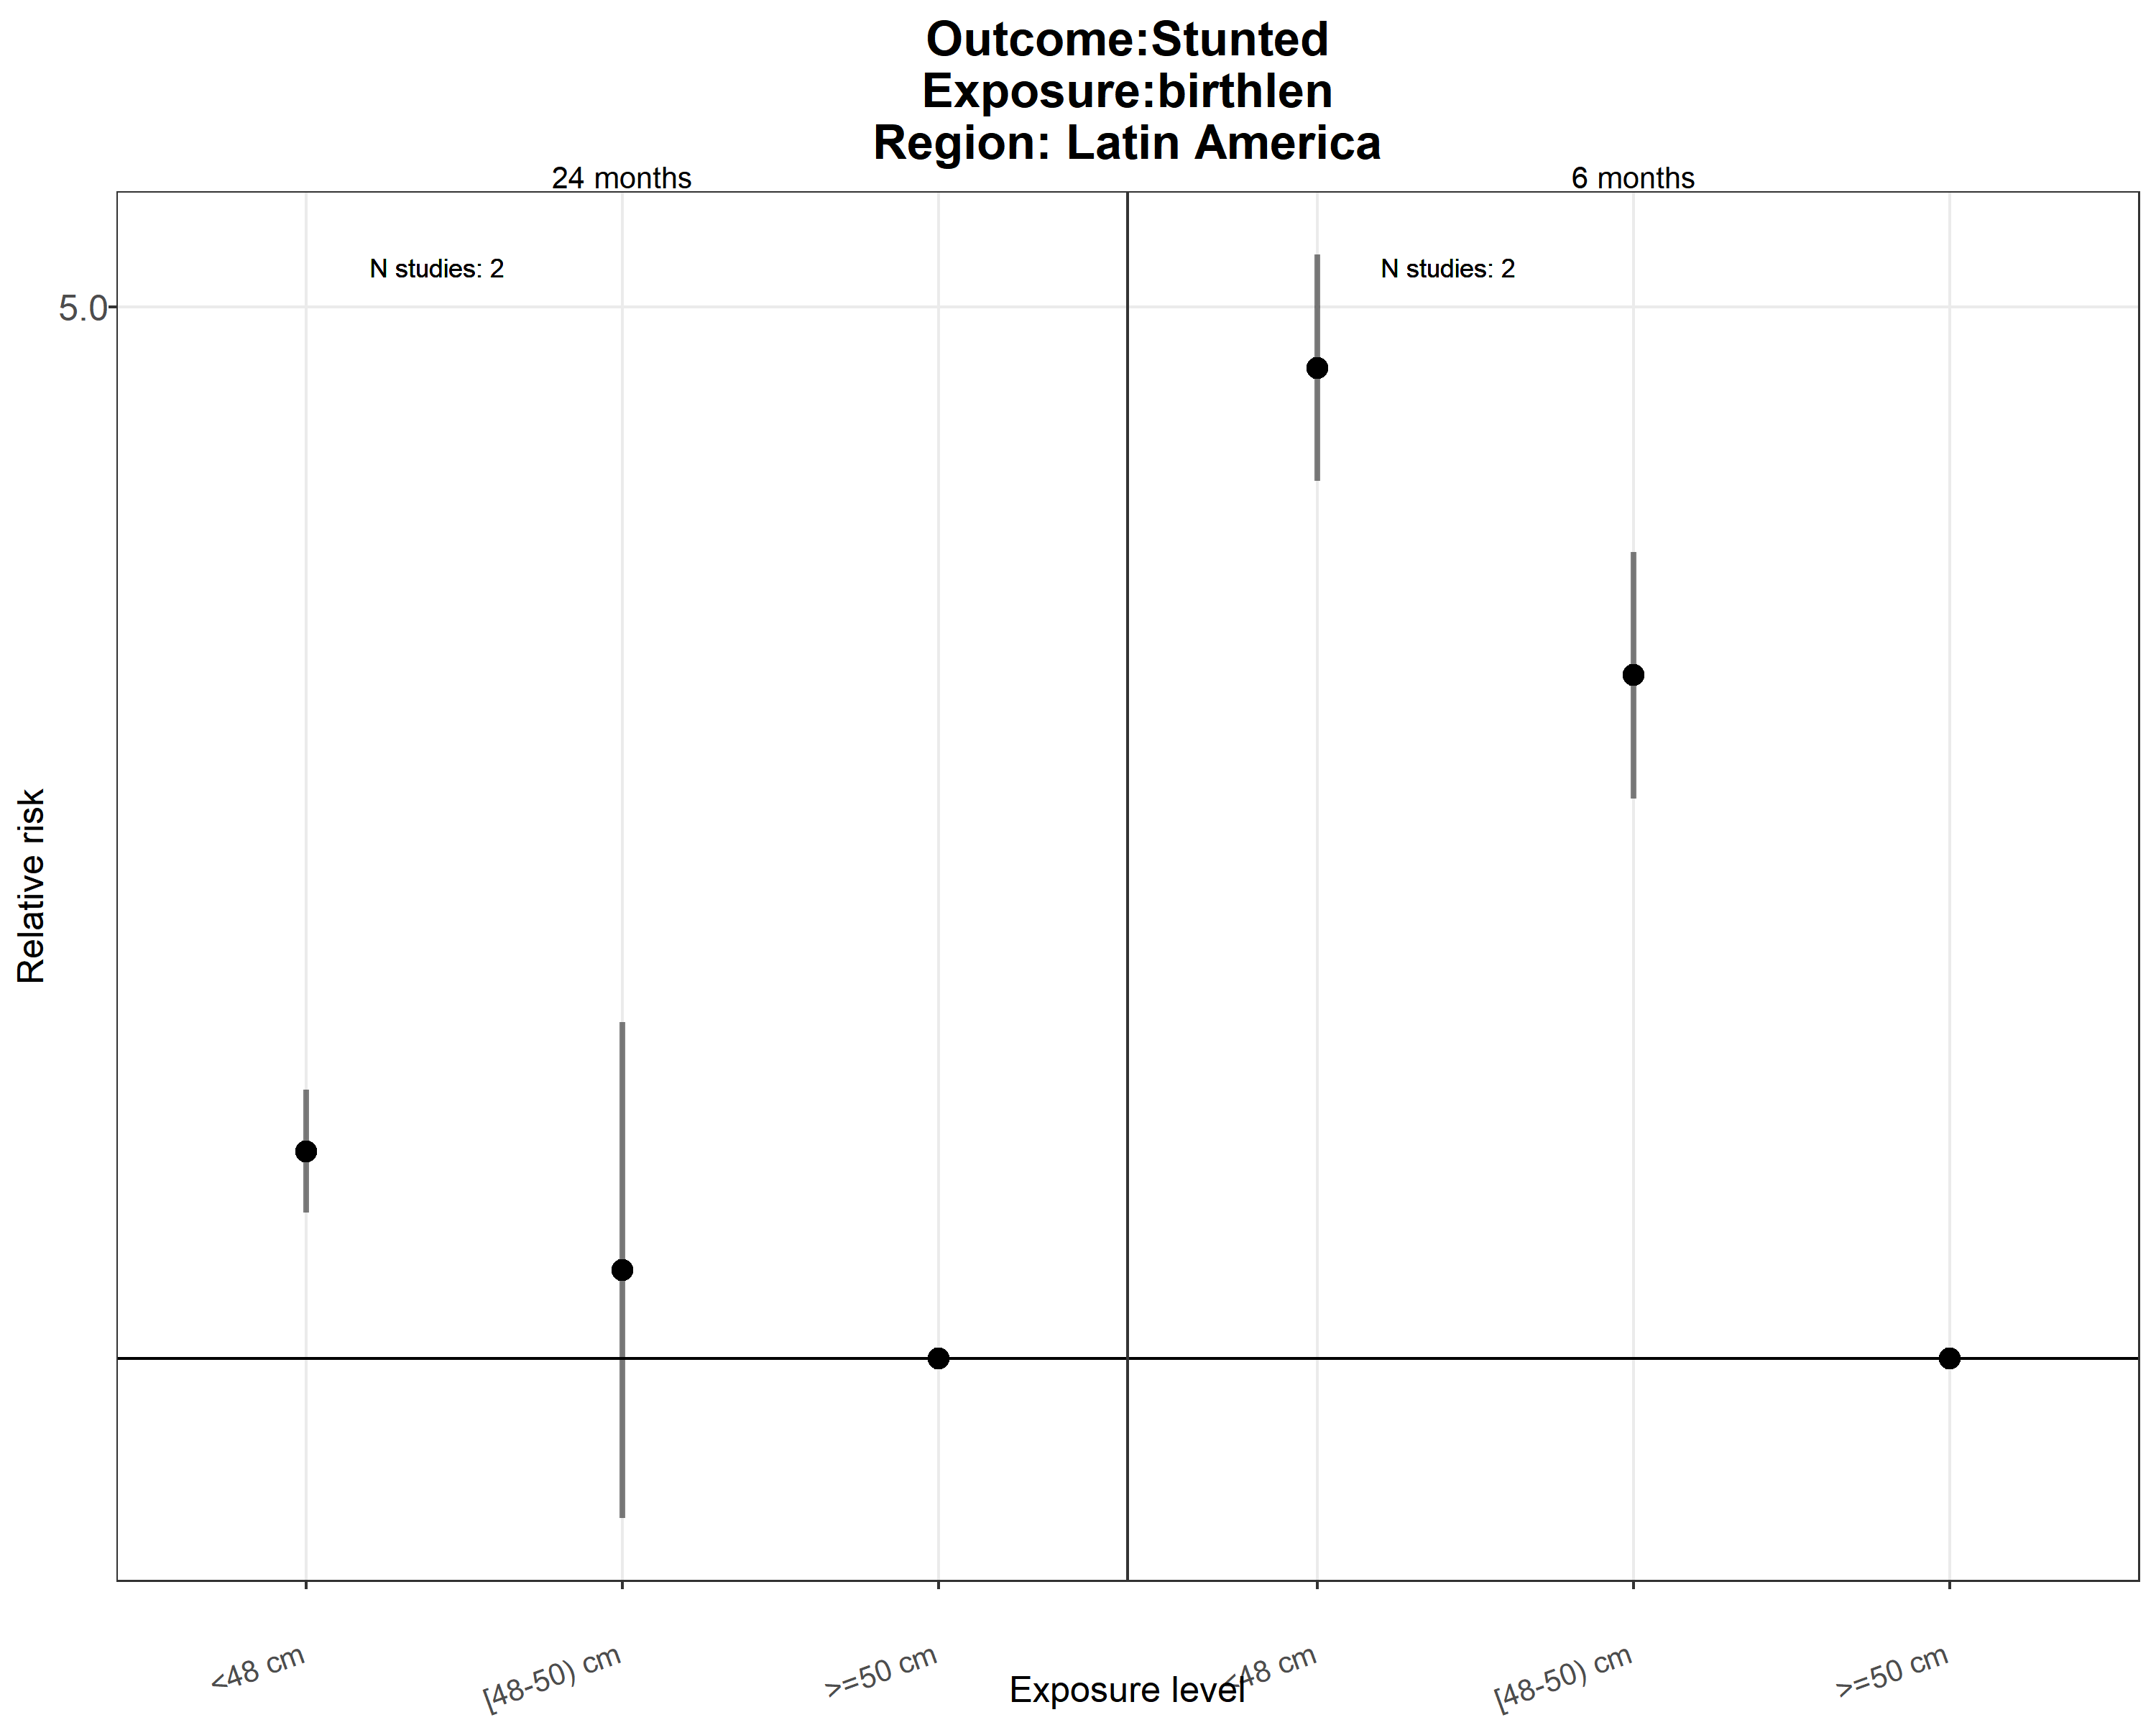 Outcome:Stunted
Exposure:birthlen
Region: Latin America
24 months
6 months
N studies: 2
N studies: 2
5.0
Relative risk
<48 cm
[48-50) cm
>=50 cm
<48 cm
[48-50) cm
>=50 cm
Exposure level